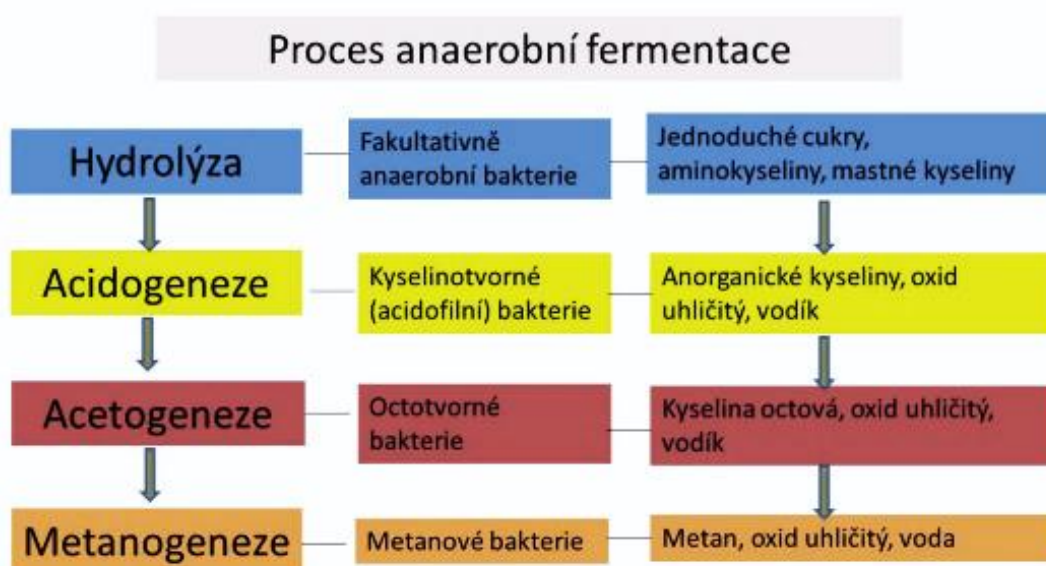 Proces anaerobní fermentace
Hydrolýza
Fakultativně
anaerobní bakterie
Jednoduché cukry,
aminokyseliny, mastné kyseliny
Acidogeneze
Kyselinotvorné
(acidofilní) bakterie
Anorganické kyseliny, oxid
uhličitý, vodík
Acetogeneze
Octotvorné
bakterie
Kyselina octová, oxid uhličitý,
vodík
Metanogeneze
Metanové bakterie
Metan, oxid uhličitý, voda